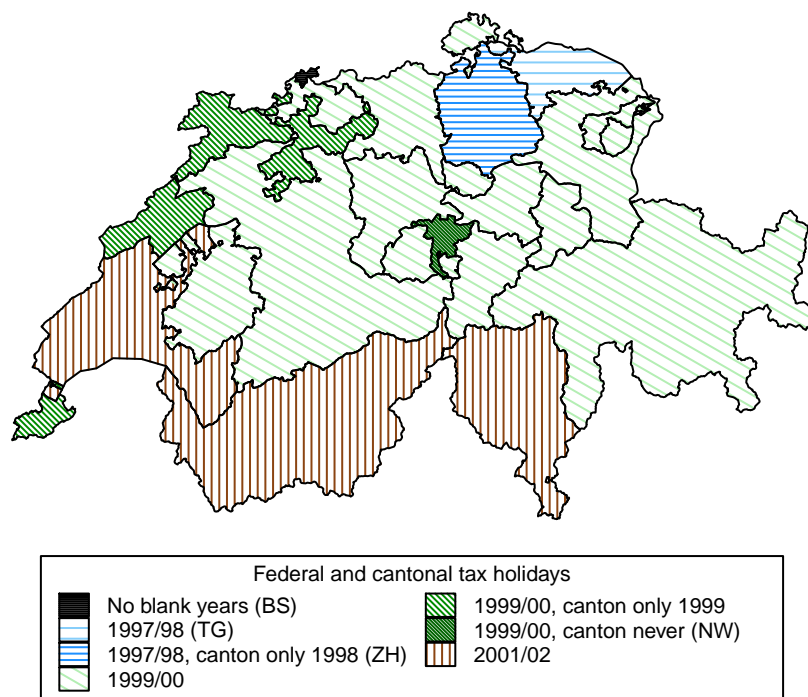 Federal and cantonal tax holidays
No blank years (BS)
1997/98 (TG)
1997/98, canton only 1998 (ZH)
1999/00
1999/00, canton only 1999
1999/00, canton never (NW)
2001/02